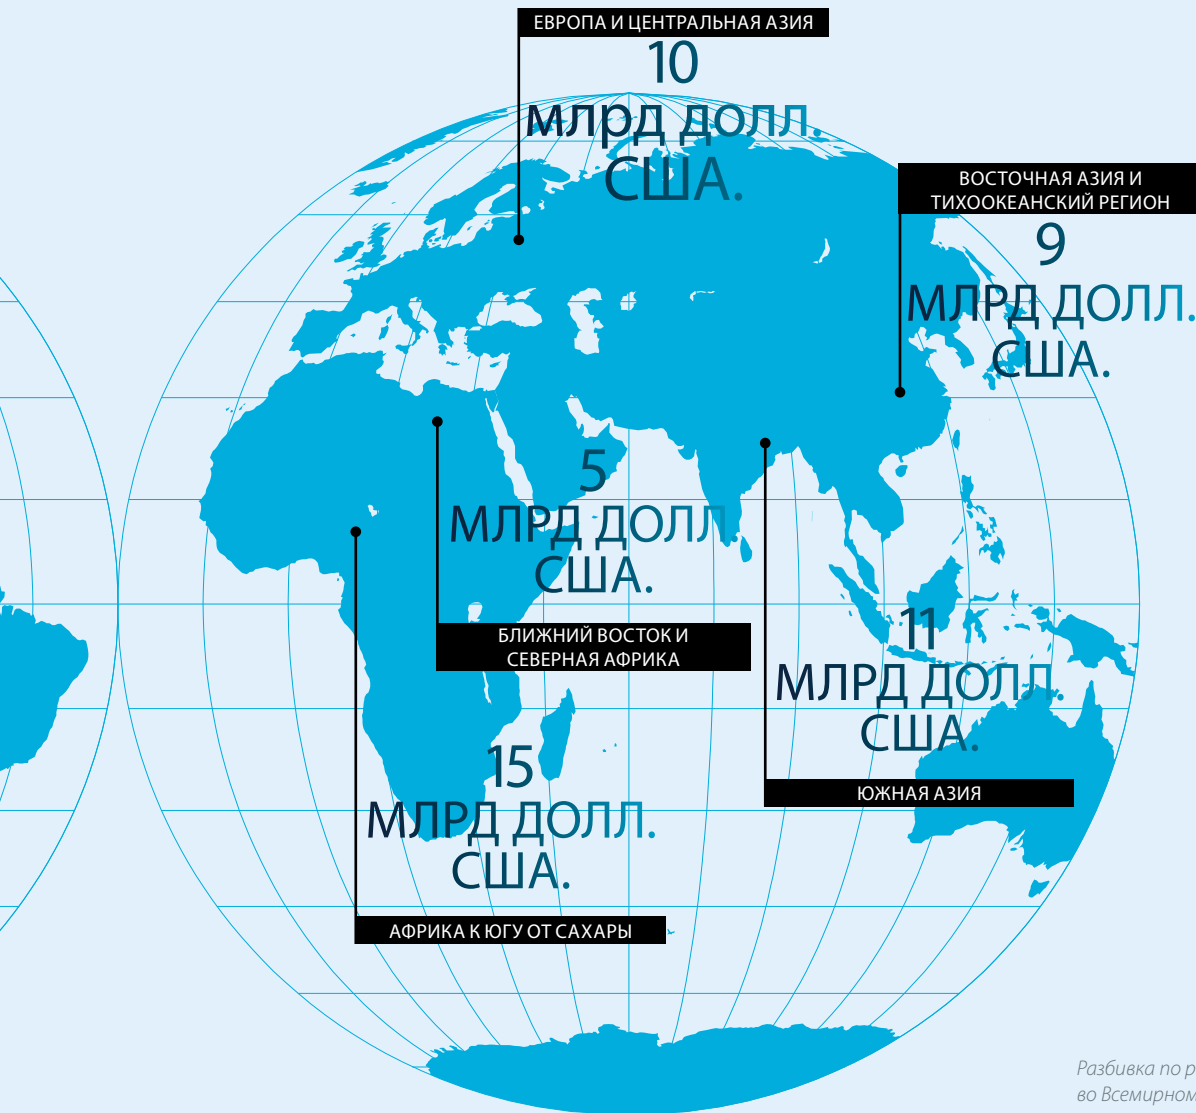 ЕВРОПА И ЦЕНТРАЛЬНАЯ АЗИЯ
10
млрд долл.
США.
ВОСТОЧНАЯ АЗИЯ И
ТИХООКЕАНСКИЙ РЕГИОН
9
МЛРД ДОЛЛ.
США.
5
МЛРД ДОЛЛ.
США.
БЛИЖНИЙ ВОСТОК И
СЕВЕРНАЯ АФРИКА
11
МЛРД ДОЛЛ.
США.
ЮЖНАЯ АЗИЯ
15
МЛРД ДОЛЛ.
США.
АФРИКА К ЮГУ ОТ САХАРЫ
Разбивка по р
во Всемирном